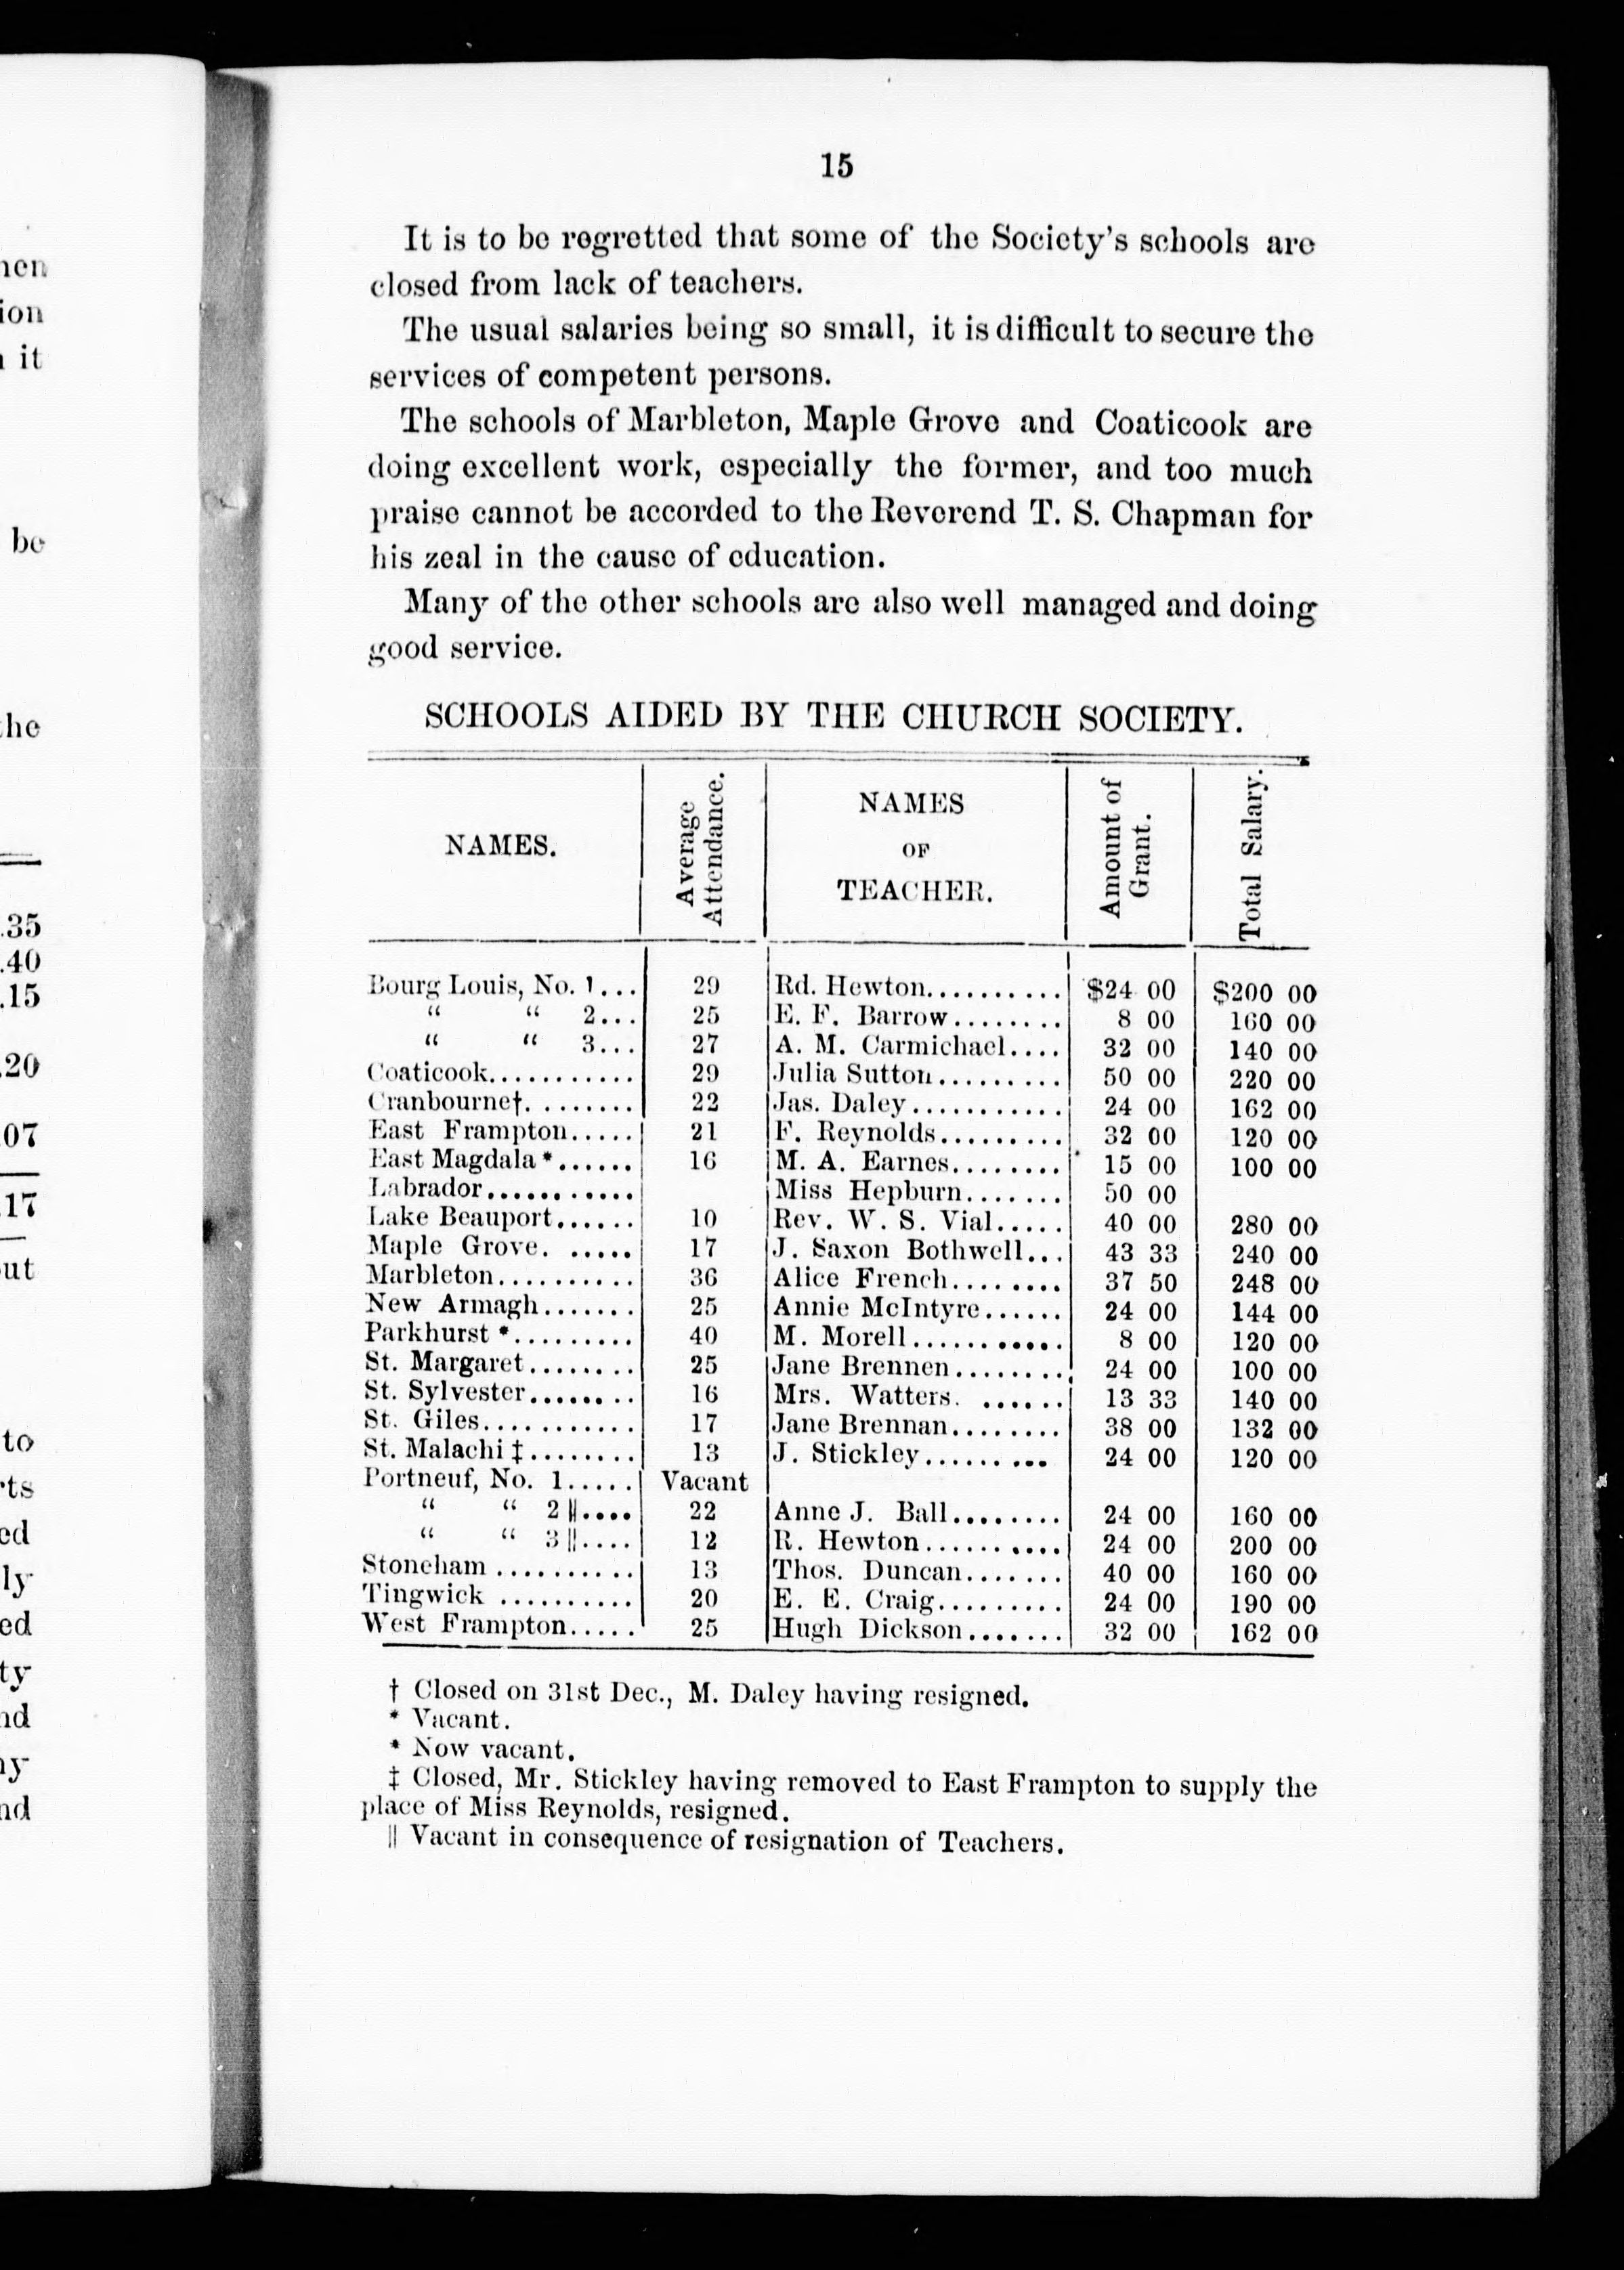 15
It is to be regretted that some of the Society's schools are
closed from lack of teachers.
The usual salaries being so small, it is difficult to secure the
services of competent persons.
The schools of Marbleton, Maple Grove and Coaticook are
doing excellent work, especially the former, and too much
praise cannot be accorded to the Reverend T. S. Chapman for
his zeal in the cause of education.
Many of the other schools are also well managed and doing
good service.
SCHOOLS AIDED BY THE CHURCH SOCIETY.
NAMES. Average Attendance. NAMES OF TEACHER. Amount of Grant. Total Salary.
Bourg Louis, No. 1... 29 Rd. Hewton.......... $24 00 $200 00
“ “ 2... 25 E. F. Barrow........ 8 00 160 00
“ “ 3... 27 A. M. Carmichael.... 32 00 140 00
Coaticook........... 29 Julia Sutton......... 50 00 220 00
Cranbourne†. ....... 22 Jas. Daley........... 24 00 162 00
East Frampton..... 21 F. Reynolds......... 32 00 120 00
East Magdala *...... 16 M. A. Earnes........ 15 00 100 00
Labrador........... Miss Hepburn....... 50 00
Lake Beauport...... 10 Rev. W. S. Vial..... 40 00 280 00
Maple Grove. ..... 17 J. Saxon Bothwell... 43 33 240 00
Marbleton.......... 36 Alice French........ 37 50 248 00
New Armagh....... 25 Annie McIntyre...... 24 00 144 00
Parkhurst *......... 40 M. Morell........... 8 00 120 00
St. Margaret........ 25 Jane Brennen........ 24 00 100 00
St. Sylvester........ 16 Mrs. Watters. ...... 13 33 140 00
St. Giles............ 17 Jane Brennan........ 38 00 132 00
St. Malachi ‡........ 13 J. Stickley......... 24 00 120 00
Portneuf, No. 1..... Vacant
“ “ 2 ||.... 22 Anne J. Ball........ 24 00 160 00
“ “ 3 ||.... 12 R. Hewton.......... 24 00 200 00
Stoneham .......... 13 Thos. Duncan....... 40 00 160 00
Tingwick .......... 20 E. E. Craig......... 24 00 190 00
West Frampton..... 25 Hugh Dickson....... 32 00 162 00
† Closed on 31st Dec., M. Daley having resigned.
* Vacant.
* Now vacant.
‡ Closed, Mr. Stickley having removed to East Frampton to supply the
place of Miss Reynolds, resigned.
|| Vacant in consequence of resignation of Teachers.